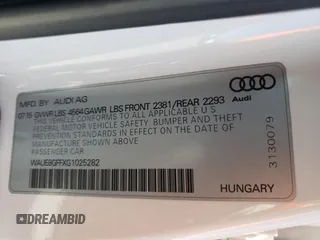 MFD. BY AUDI AG
07/15 GVWR LBS 4564 GAWR LBS FRONT 2381/REAR 2293
THIS VEHICLE CONFORMS TO ALL APPLICABLE U S
FEDERAL MOTOR VEHICLE SAFETY, BUMPER AND THEFT
PREVENTION STANDARDS IN EFFECT ON THE DATE OF
MANUFACTURE SHOWN ABOVE
PASSENGER CAR
WAUE8GFFXG1025282
Audi
3130079
HUNGARY
DREAMBID